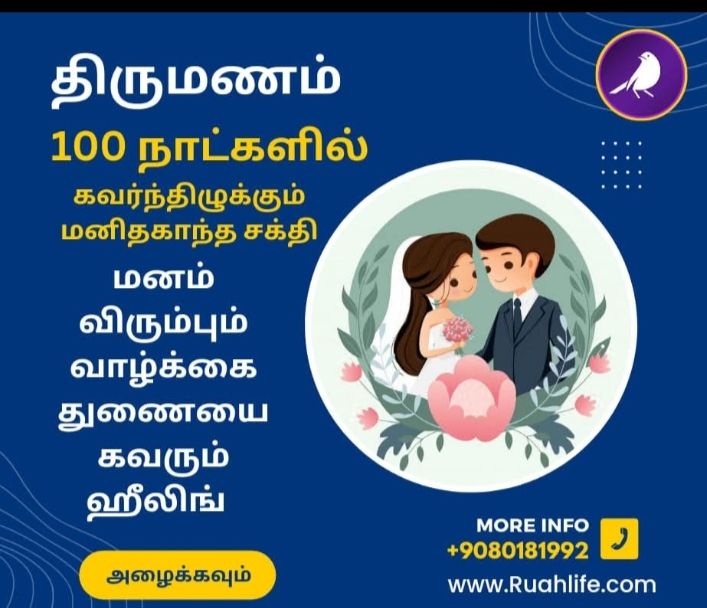 திருமணம்
100 நாட்களில்
கவர்ந்திழுக்கும்
மனிதகாந்த சக்தி
மனம்
விரும்பும்
வாழ்க்கை
துணையை
கவரும்
ஹீலிங்
அழைக்கவும்
MORE INFO
+9080181992
www.Ruahlife.com